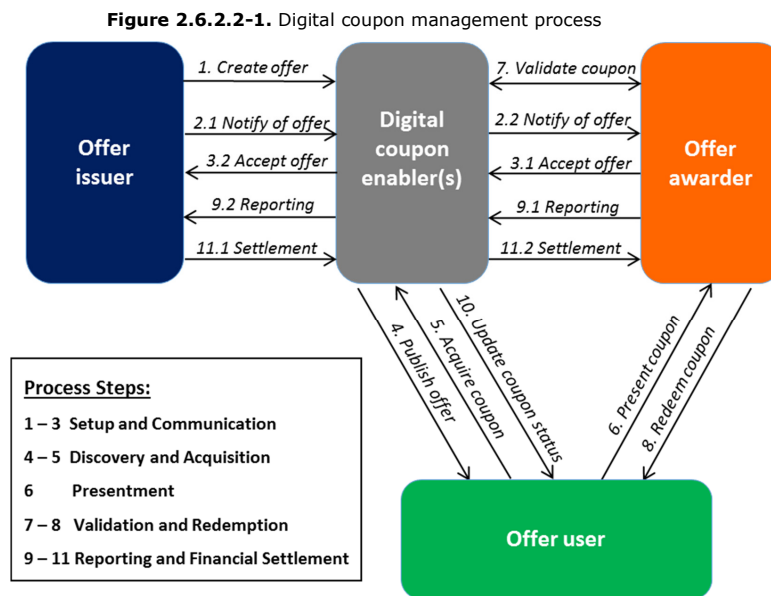 Figure 2.6.2.2-1. Digital coupon management process
1. Create offer
7. Validate coupon
2.1 Notify of offer
2.2 Notify of offer
Offer
issuer
Digital
coupon
enabler(s)
Offer
awarder
3.2 Accept offer
3.1 Accept offer
9.2 Reporting
9.1 Reporting
11.1 Settlement
11.2 Settlement
4. Publish offer
5. Acquire coupon
10. Update coupon status
6. Present coupon
8. Redeem coupon
Process Steps:
1 – 3 Setup and Communication
4 – 5 Discovery and Acquisition
6 Presentment
7 – 8 Validation and Redemption
9 – 11 Reporting and Financial Settlement
Offer user